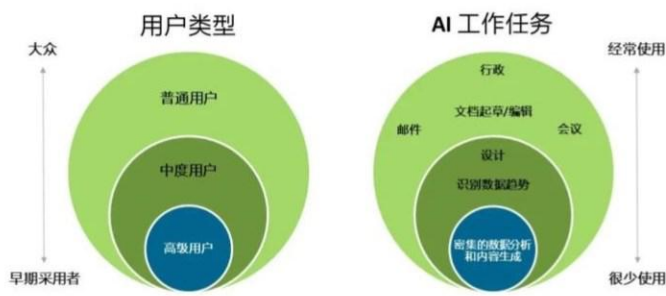 用户类型
AI 工作任务
大众
早期采用者
普通用户
中度用户
高级用户
经常使用
很少使用
行政
文档起草/编辑
邮件
会议
设计
识别数据趋势
密集的数据分析
和内容生成